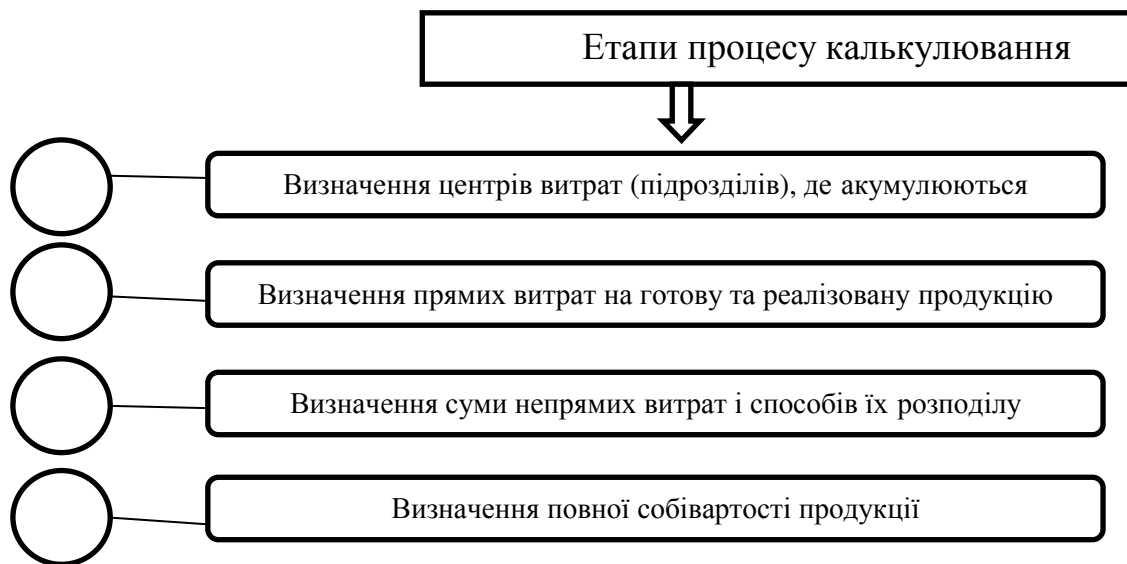 Етапи процесу калькулювання
Визначення центрів витрат (підрозділів), де акумулюються
Визначення прямих витрат на готову та реалізовану продукцію
Визначення суми непрямих витрат і способів їх розподілу
Визначення повної собівартості продукції